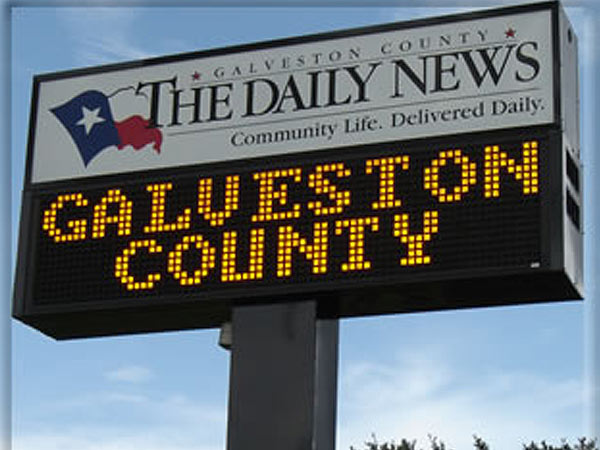 GALVESTON COUNTY
THE DAILY NEWS
Community Life. Delivered Daily.
GALVESTON
COUNTY